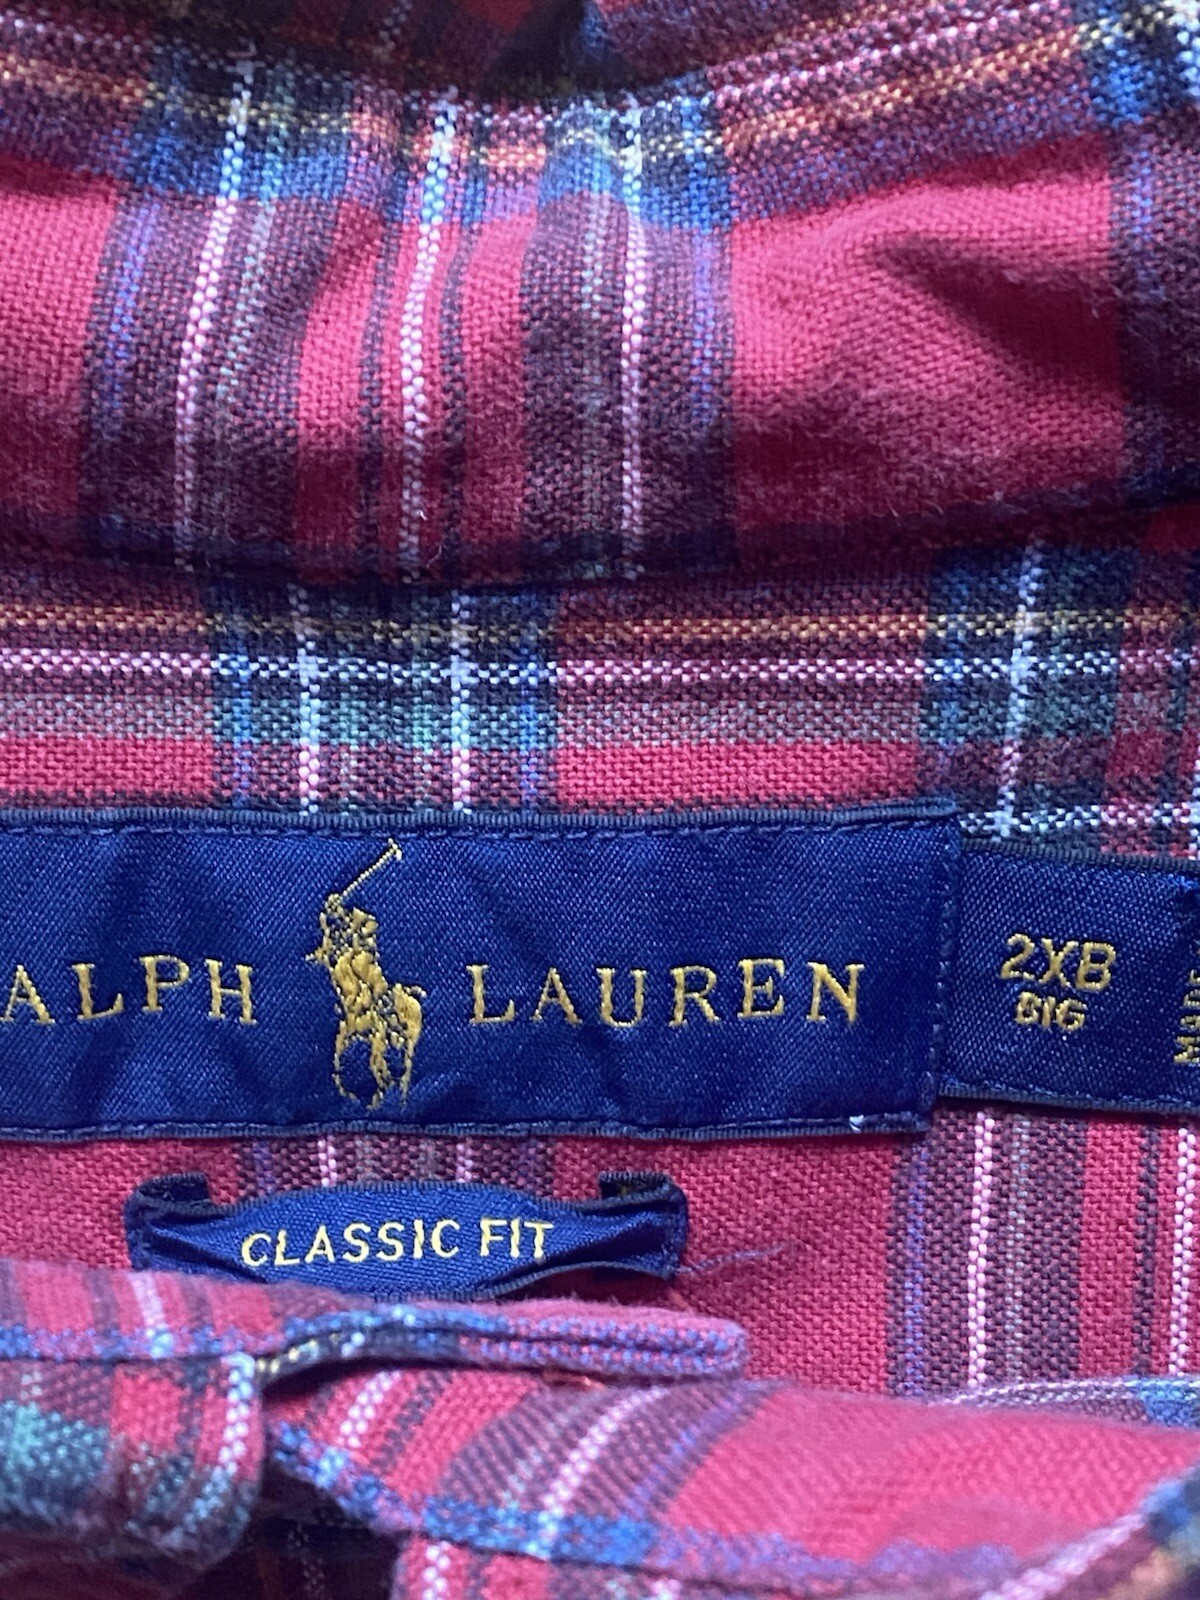 ALPH LAUREN
2XB
BIG
CLASSIC FIT